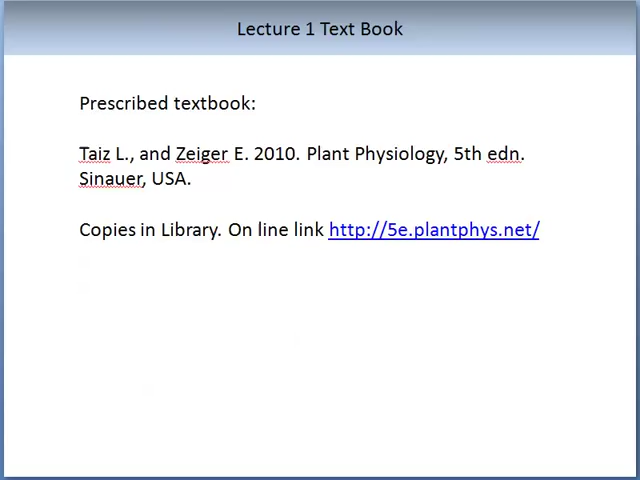 Lecture 1 Text Book
Prescribed textbook:
Taiz L., and Zeiger E. 2010. Plant Physiology, 5th edn.
Sinauer, USA.
Copies in Library. On line link http://5e.plantphys.net/